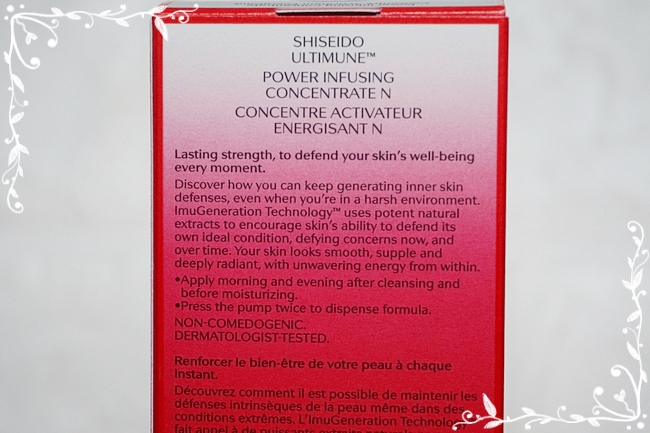 SHISEIDO
ULTIMUNE™
POWER INFUSING
CONCENTRATE N
CONCENTRE ACTIVATEUR
ENERGISANT N
Lasting strength, to defend your skin's well-being
every moment.
Discover how you can keep generating inner skin
defenses, even when you're in a harsh environment.
ImuGeneration Technology™ uses potent natural
extracts to encourage skin's ability to defend its
own ideal condition, defying concerns now, and
over time. Your skin looks smooth, supple and
deeply radiant, with unwavering energy from within.
•Apply morning and evening after cleansing and
before moisturizing.
•Press the pump twice to dispense formula.
NON-COMEDOGENIC.
DERMATOLOGIST-TESTED.
Renforcer le bien-être de votre peau à chaque
instant.
Découvrez comment il est possible de maintenir les
défenses intrinsèques de la peau même dans des
conditions extrêmes. L'ImuGeneration Technology
fait appel à de puissants extraits